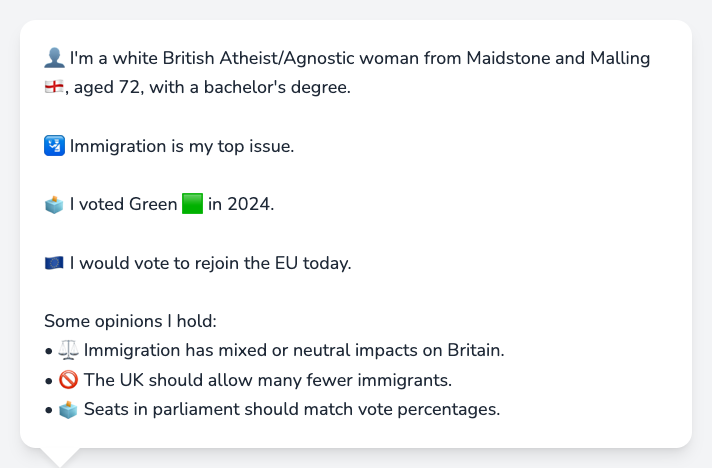 👤 I'm a white British Atheist/Agnostic woman from Maidstone and Malling
🏴󠁧󠁢󠁥󠁮󠁧󠁿, aged 72, with a bachelor's degree.
🛂 Immigration is my top issue.
🗳️ I voted Green 🟩 in 2024.
🇪🇺 I would vote to rejoin the EU today.
Some opinions I hold:
• ⚖️ Immigration has mixed or neutral impacts on Britain.
• 🚫 The UK should allow many fewer immigrants.
• 🗳️ Seats in parliament should match vote percentages.